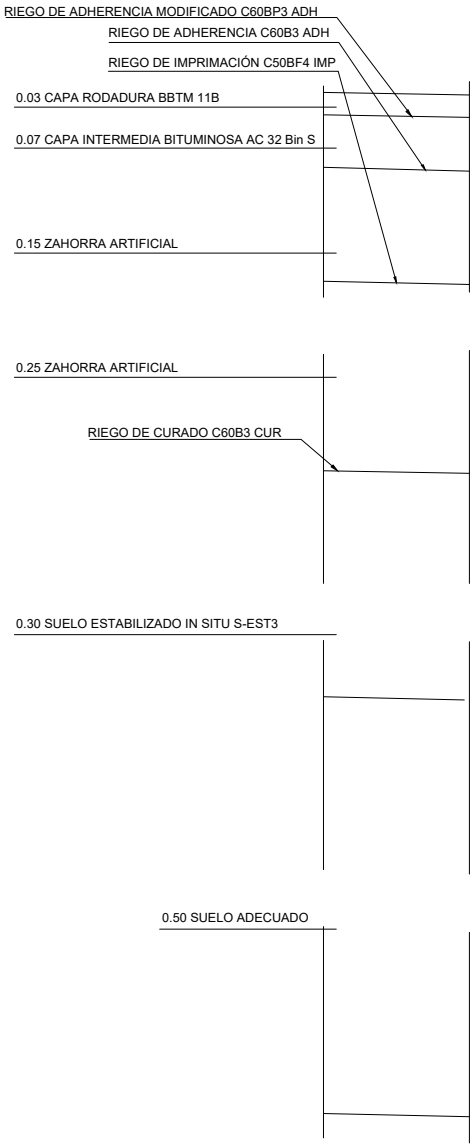 RIEGO DE ADHERENCIA MODIFICADO C60BP3 ADH
RIEGO DE ADHERENCIA C60B3 ADH
RIEGO DE IMPRIMACIÓN C50BF4 IMP
0.03 CAPA RODADURA BBTM 11B
0.07 CAPA INTERMEDIA BITUMINOSA AC 32 Bin S
0.15 ZAHORRA ARTIFICIAL
0.25 ZAHORRA ARTIFICIAL
RIEGO DE CURADO C60B3 CUR
0.30 SUELO ESTABILIZADO IN SITU S-EST3
0.50 SUELO ADECUADO